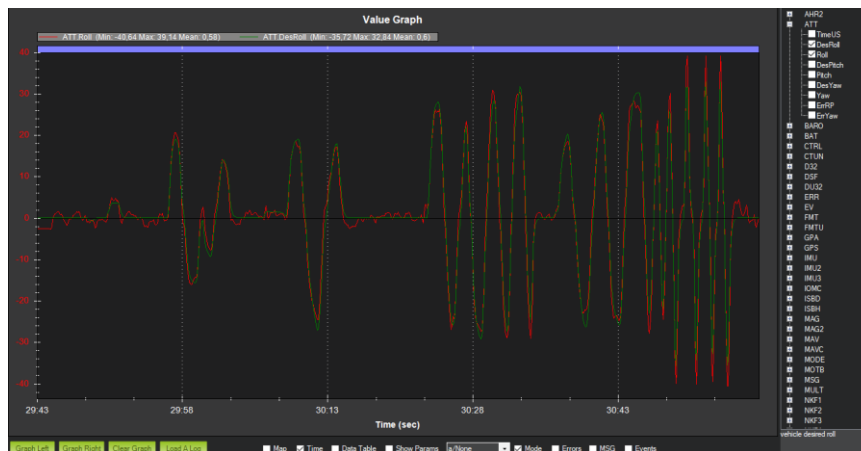 Value Graph
ATT.Roll (Min: -40.64 Max: 39.14 Mean: 0.58) ATT.DesRoll (Min: -35.72 Max: 32.84 Mean: 0.6)
40
30
20
10
0
-10
-20
-30
-40
29:43 29:58 30:13 30:28 30:43
Time (sec)
AHR2
ATT
TimeUS
DesRoll
Roll
DesPitch
Pitch
DesYaw
Yaw
ErrRP
ErrYaw
BARO
BAT
CTRL
CTUN
D32
DSF
DU32
ERR
EV
FMT
FMTU
GPA
GPS
IMU
IMU2
IMU3
IOMC
ISBD
ISBH
MAG
MAG2
MAV
MAVC
MODE
MOTB
MSG
MULT
NKF1
NKF2
NKF3
vehicle desired roll
Graph Left Graph Right Clear Graph Load A Log Map Time Data Table Show Params a/None Mode Errors MSG Events